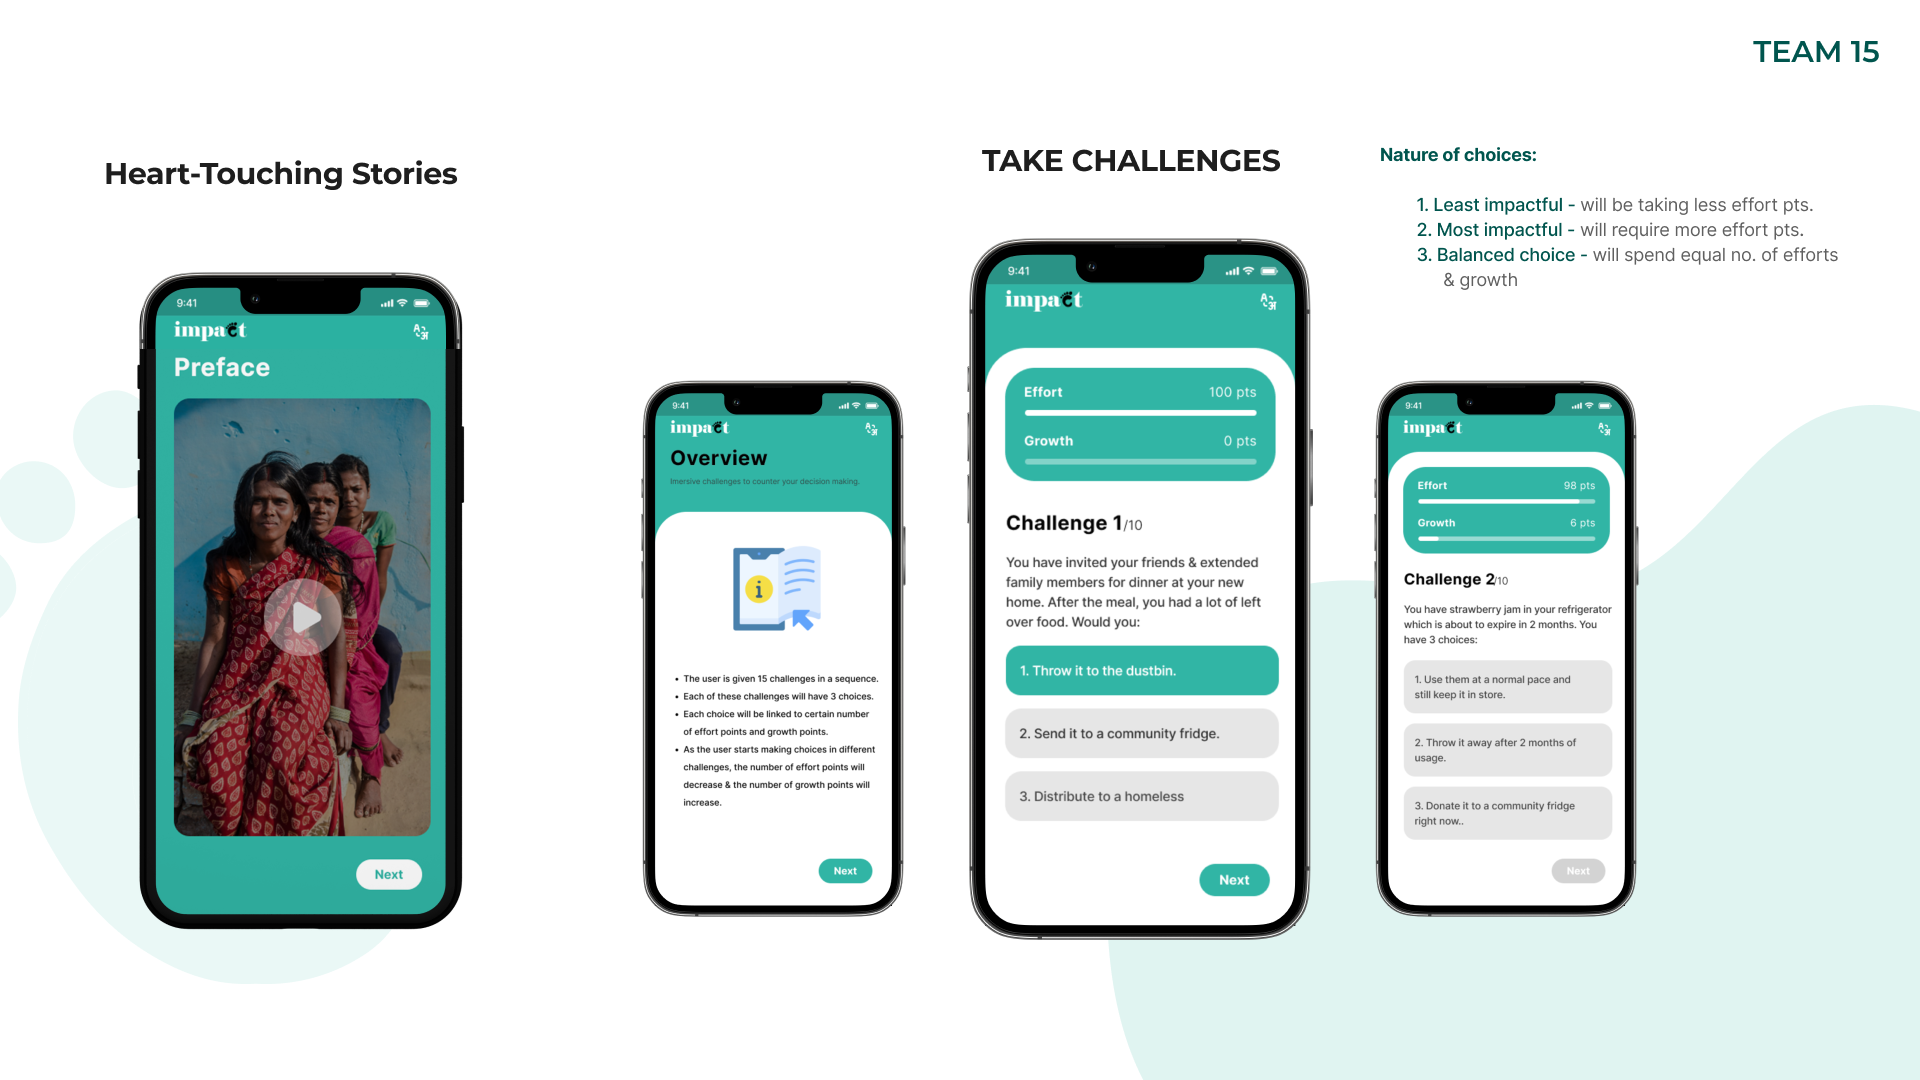 TEAM 15
Heart-Touching Stories
9:41
impact
Preface
Next
9:41
impact
Overview
Imersive challenges to counter your decision making.
• The user is given 15 challenges in a sequence.
• Each of these challenges will have 3 choices.
• Each choice will be linked to certain number
of effort points and growth points.
• As the user starts making choices in different
challenges, the number of effort points will
decrease & the number of growth points will
increase.
Next
TAKE CHALLENGES
9:41
impact
Effort 100 pts
Growth 0 pts
Challenge 1/10
You have invited your friends & extended
family members for dinner at your new
home. After the meal, you had a lot of left
over food. Would you:
1. Throw it to the dustbin.
2. Send it to a community fridge.
3. Distribute to a homeless
Next
Nature of choices:
1. Least impactful - will be taking less effort pts.
2. Most impactful - will require more effort pts.
3. Balanced choice - will spend equal no. of efforts
& growth
9:41
impact
Effort 98 pts
Growth 6 pts
Challenge 2/10
You have strawberry jam in your refrigerator
which is about to expire in 2 months. You
have 3 choices:
1. Use them at a normal pace and
still keep it in store.
2. Throw it away after 2 months of
usage.
3. Donate it to a community fridge
right now..
Next